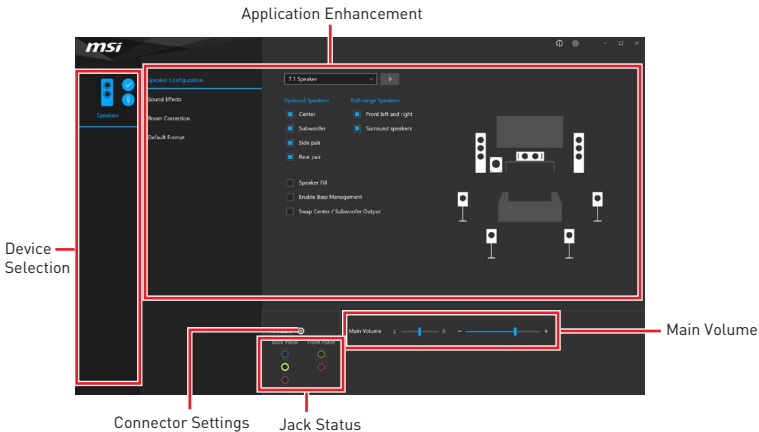 Application Enhancement
msi
Speaker Configuration
7.1 Speaker
Sound Effects
Optional Speakers
Full-range Speakers
Speakers
Center
Front left and right
Room Correction
Subwoofer
Surround speakers
Default Format
Side pair
Rear pair
Speaker Fill
Enable Bass Management
Swap Center / Subwoofer Output
Device
Selection
Main Volume
L
R
Main Volume
Back Panel
Front Panel
Connector Settings
Jack Status